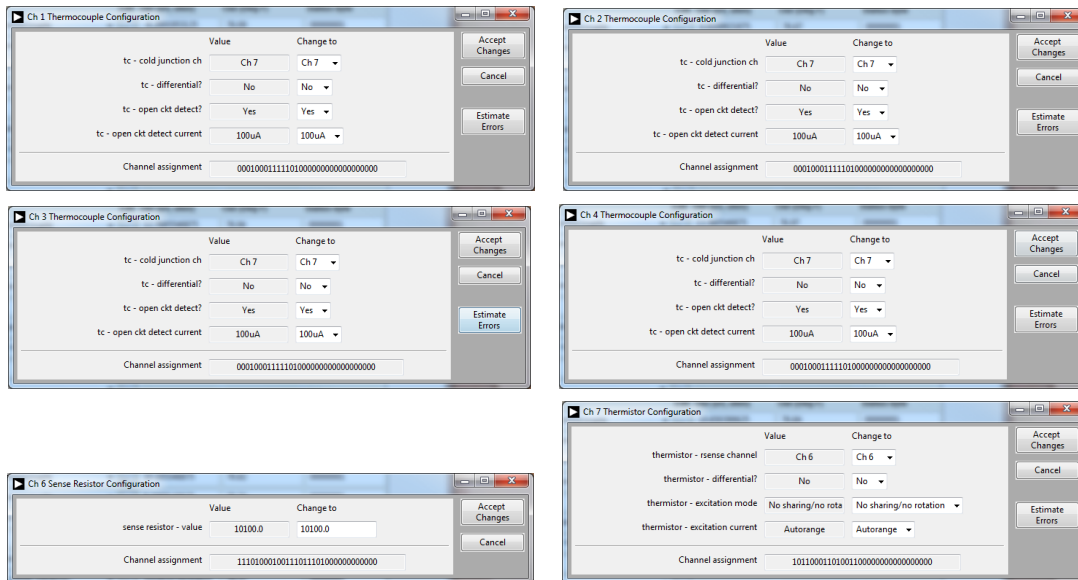 Ch 1 Thermocouple Configuration
Value Change to
tc - cold junction ch Ch 7 Ch 7
tc - differential? No No
tc - open ckt detect? Yes Yes
tc - open ckt detect current 100uA 100uA
Channel assignment 00010001111101000000000000000000
Accept Changes
Cancel
Estimate Errors
Ch 2 Thermocouple Configuration
Value Change to
tc - cold junction ch Ch 7 Ch 7
tc - differential? No No
tc - open ckt detect? Yes Yes
tc - open ckt detect current 100uA 100uA
Channel assignment 00010001111101000000000000000000
Accept Changes
Cancel
Estimate Errors
Ch 3 Thermocouple Configuration
Value Change to
tc - cold junction ch Ch 7 Ch 7
tc - differential? No No
tc - open ckt detect? Yes Yes
tc - open ckt detect current 100uA 100uA
Channel assignment 00010001111101000000000000000000
Accept Changes
Cancel
Estimate Errors
Ch 4 Thermocouple Configuration
Value Change to
tc - cold junction ch Ch 7 Ch 7
tc - differential? No No
tc - open ckt detect? Yes Yes
tc - open ckt detect current 100uA 100uA
Channel assignment 00010001111101000000000000000000
Accept Changes
Cancel
Estimate Errors
Ch 6 Sense Resistor Configuration
Value Change to
sense resistor - value 10100.0 10100.0
Channel assignment 11101000100111011101000000000000
Accept Changes
Cancel
Ch 7 Thermistor Configuration
Value Change to
thermistor - rsense channel Ch 6 Ch 6
thermistor - differential? No No
thermistor - excitation mode No sharing/no rota No sharing/no rotation
thermistor - excitation current Autorange Autorange
Channel assignment 10110001101001100000000000000000
Accept Changes
Cancel
Estimate Errors